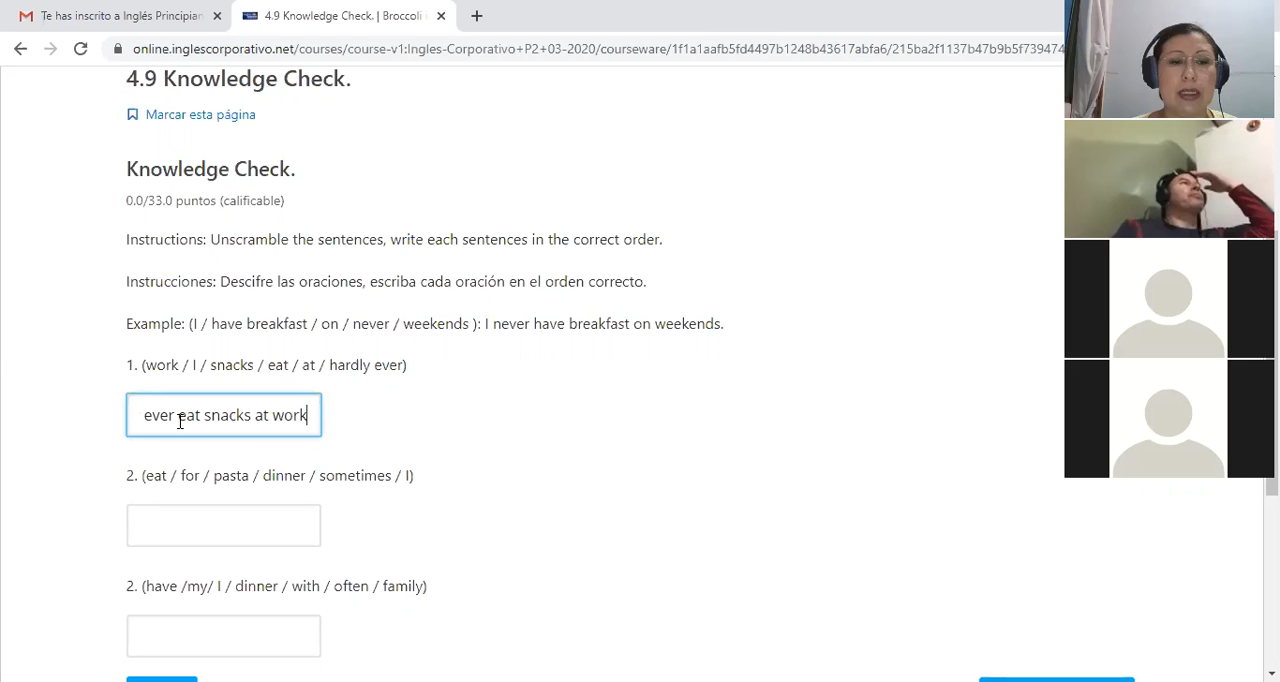 Te has inscrito a Inglés Principian
4.9 Knowledge Check. | Broccoli
online.inglescorporativo.net/courses/course-v1:Ingles-Corporativo+P2+03-2020/courseware/1f1a1aafb5fd4497b1248b43617abfa6/215ba2f1137b47b9b5f739474
4.9 Knowledge Check.
Marcar esta página
Knowledge Check.
0.0/33.0 puntos (calificable)
Instructions: Unscramble the sentences, write each sentences in the correct order.
Instrucciones: Descifre las oraciones, escriba cada oración en el orden correcto.
Example: (I / have breakfast / on / never / weekends ): I never have breakfast on weekends.
1. (work / I / snacks / eat / at / hardly ever)
ever eat snacks at work
2. (eat / for / pasta / dinner / sometimes / I)
2. (have /my/ I / dinner / with / often / family)